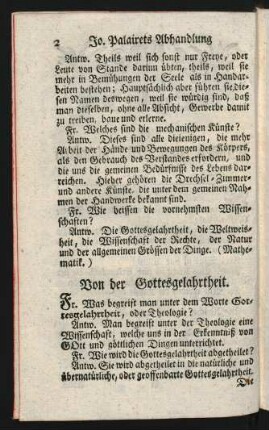 2 Jo. Palairets Abhandlung
Antw. Theils weil sich sonst nur Freye, oder
Leute von Stande darinn übten, theils, weil sie
mehr in Bemühungen der Seele als in Handar-
beiten bestehen; Hauptsächlich aber führen sie die-
sen Namen deswegen, weil sie würdig sind, daß
man dieselben, ohne alle Absicht, Gewerbe damit
zu treiben, baue und erlerne.
Fr. Welches sind die mechanischen Künste?
Antw. Dieses sind alle diejenigen, die mehr
Arbeit der Hände und Bewegungen des Körpers,
als den Gebrauch des Verstandes erfordern, und
die uns die gemeinen Bedürfnisse des Lebens dar-
reichen. Hieher gehören die Drechsel-Zimmer-
und andere Künste, die unter dem gemeinen Nah-
men der Handwerke bekannt sind.
Fr. Wie heissen die vornehmsten Wissen-
schaften?
Antw. Die Gottesgelahrtheit, die Weltweis-
heit, die Wissenschaft der Rechte, der Natur
und der allgemeinen Grössen der Dinge. (Mathe-
matik.)
Von der Gottesgelahrtheit.
Fr. Was begreift man unter dem Worte Got-
tesgelahrtheit, oder Theologie?
Antw. Man begreift unter der Theologie eine
Wissenschaft, welche uns in der Erkenntniß von
GOtt und göttlichen Dingen unterrichtet.
Fr. Wie wird die Gottesgelahrtheit abgetheilet?
Antw. Sie wird abgetheilet in die natürliche und
übernatürliche, oder geoffenbarte Gottesgelahrtheit.
Die